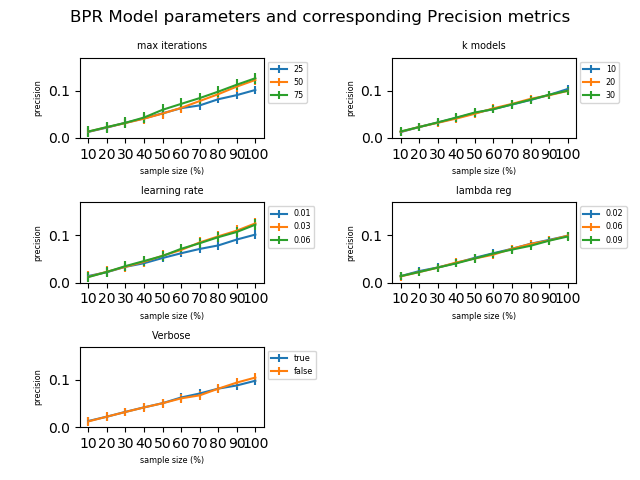 BPR Model parameters and corresponding Precision metrics
max iterations
precision
0.1
0.0
10 20 30 40 50 60 70 80 90 100
sample size (%)
25
50
75
k models
precision
0.1
0.0
10 20 30 40 50 60 70 80 90 100
sample size (%)
10
20
30
learning rate
precision
0.1
0.0
10 20 30 40 50 60 70 80 90 100
sample size (%)
0.01
0.03
0.06
lambda reg
precision
0.1
0.0
10 20 30 40 50 60 70 80 90 100
sample size (%)
0.02
0.06
0.09
Verbose
precision
0.1
0.0
10 20 30 40 50 60 70 80 90 100
sample size (%)
true
false